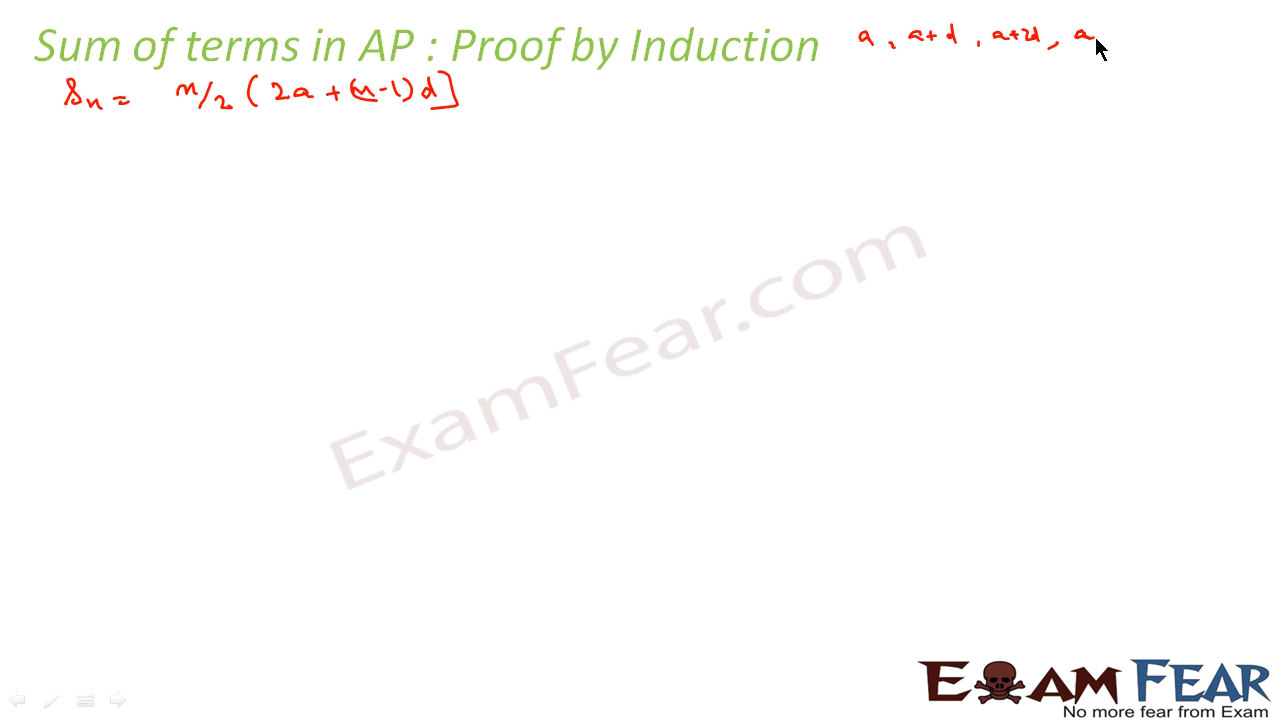 Sum of terms in AP : Proof by Induction a, a+d, a+2d, a
Sn = n/2 (2a + (n-1)d]
ExamFear.com
EXAM FEAR
No more fear from Exam